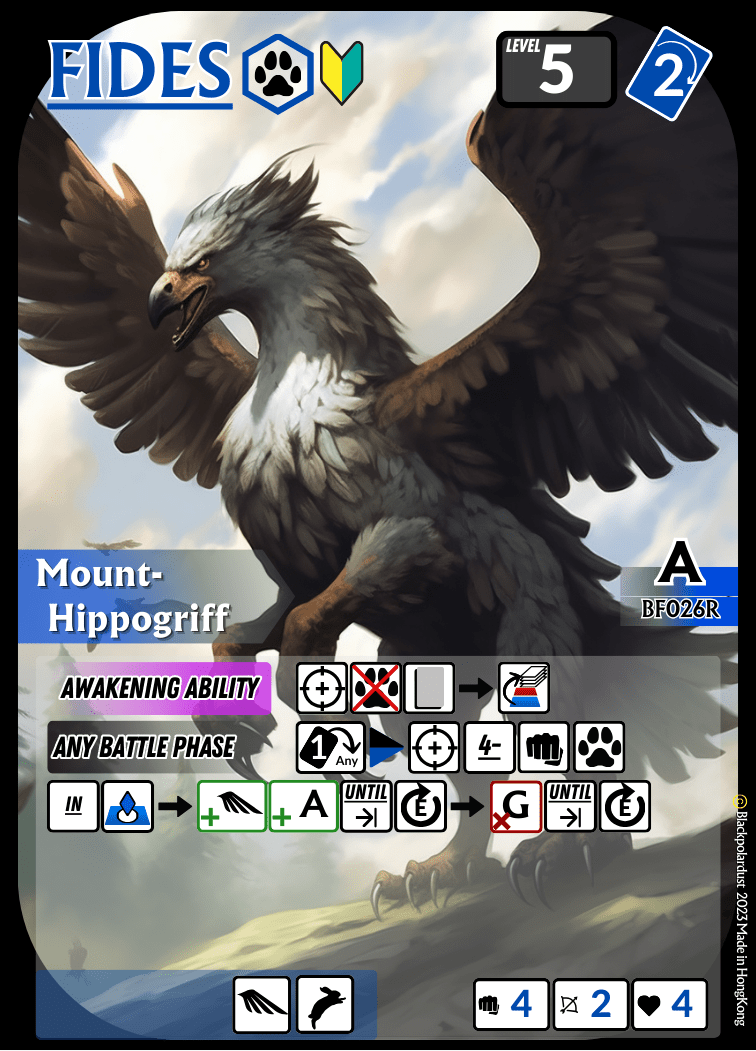 FIDES
LEVEL 5
2
Mount-
Hippogriff
A
BF026R
AWAKENING ABILITY
ANY BATTLE PHASE 1 Any 4-
IN + + A UNTIL E G UNTIL E
4 2 4
© Blackpolardust 2023 Made in HongKong